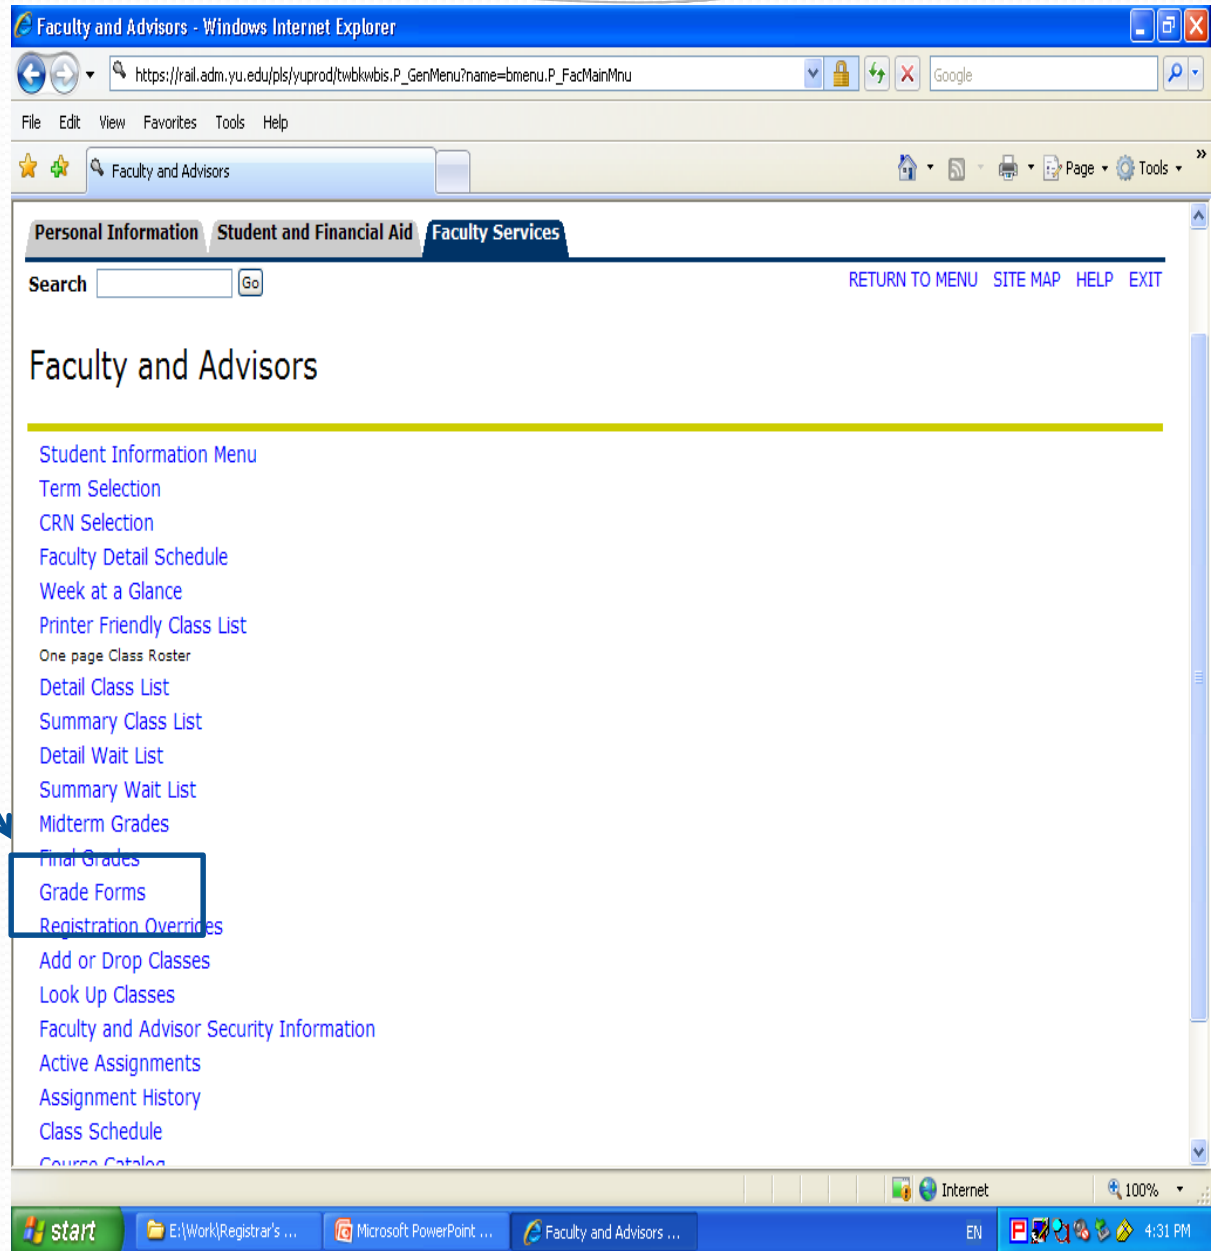 Faculty and Advisors - Windows Internet Explorer
https://rail.adm.yu.edu/pls/yuprod/twbkwbis.P_GenMenu?name=bmenu.P_FacMainMnu
Google
File Edit View Favorites Tools Help
Faculty and Advisors
Page Tools »
Personal Information Student and Financial Aid Faculty Services
Search Go RETURN TO MENU SITE MAP HELP EXIT
Faculty and Advisors
Student Information Menu
Term Selection
CRN Selection
Faculty Detail Schedule
Week at a Glance
Printer Friendly Class List
One page Class Roster
Detail Class List
Summary Class List
Detail Wait List
Summary Wait List
Midterm Grades
Final Grades
Grade Forms
Registration Overrides
Add or Drop Classes
Look Up Classes
Faculty and Advisor Security Information
Active Assignments
Assignment History
Class Schedule
Course Catalog
Internet 100%
start E:\Work\Registrar's ... Microsoft PowerPoint ... Faculty and Advisors ... EN 4:31 PM